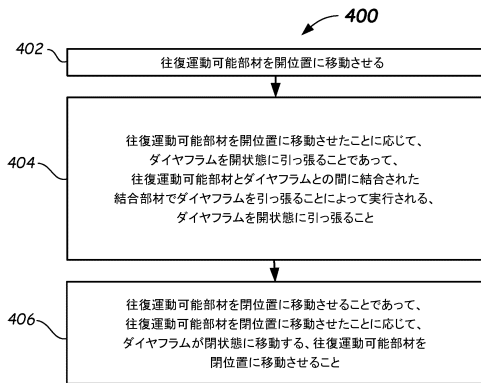 400
402
往復運動可能部材を開位置に移動させる
404
往復運動可能部材を開位置に移動させたことに応じて、
ダイヤフラムを開状態に引っ張ることであって、
往復運動可能部材とダイヤフラムとの間に結合された
結合部材でダイヤフラムを引っ張ることによって実行される、
ダイヤフラムを開状態に引っ張ること
406
往復運動可能部材を閉位置に移動させることであって、
往復運動可能部材を閉位置に移動させたことに応じて、
ダイヤフラムが閉状態に移動する、往復運動可能部材を
閉位置に移動させること